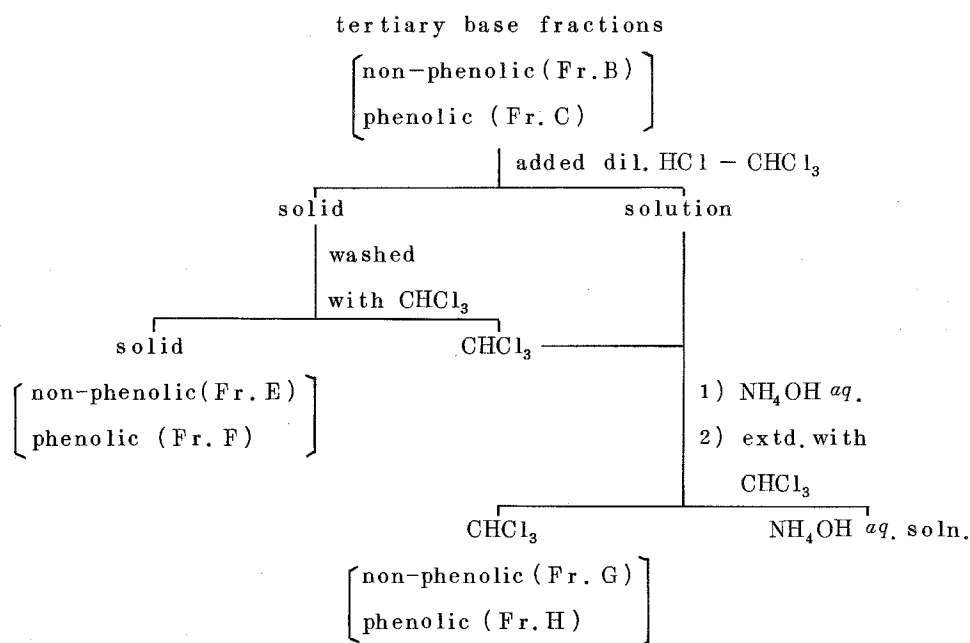 tertiary base fractions
non-phenolic (Fr. B)
phenolic (Fr. C)
added dil. HCl - CHCl₃
solid
solution
washed
with CHCl₃
solid
CHCl₃
non-phenolic (Fr. E)
phenolic (Fr. F)
1) NH₄OH aq.
2) extd. with
CHCl₃
CHCl₃
NH₄OH aq. soln.
non-phenolic (Fr. G)
phenolic (Fr. H)